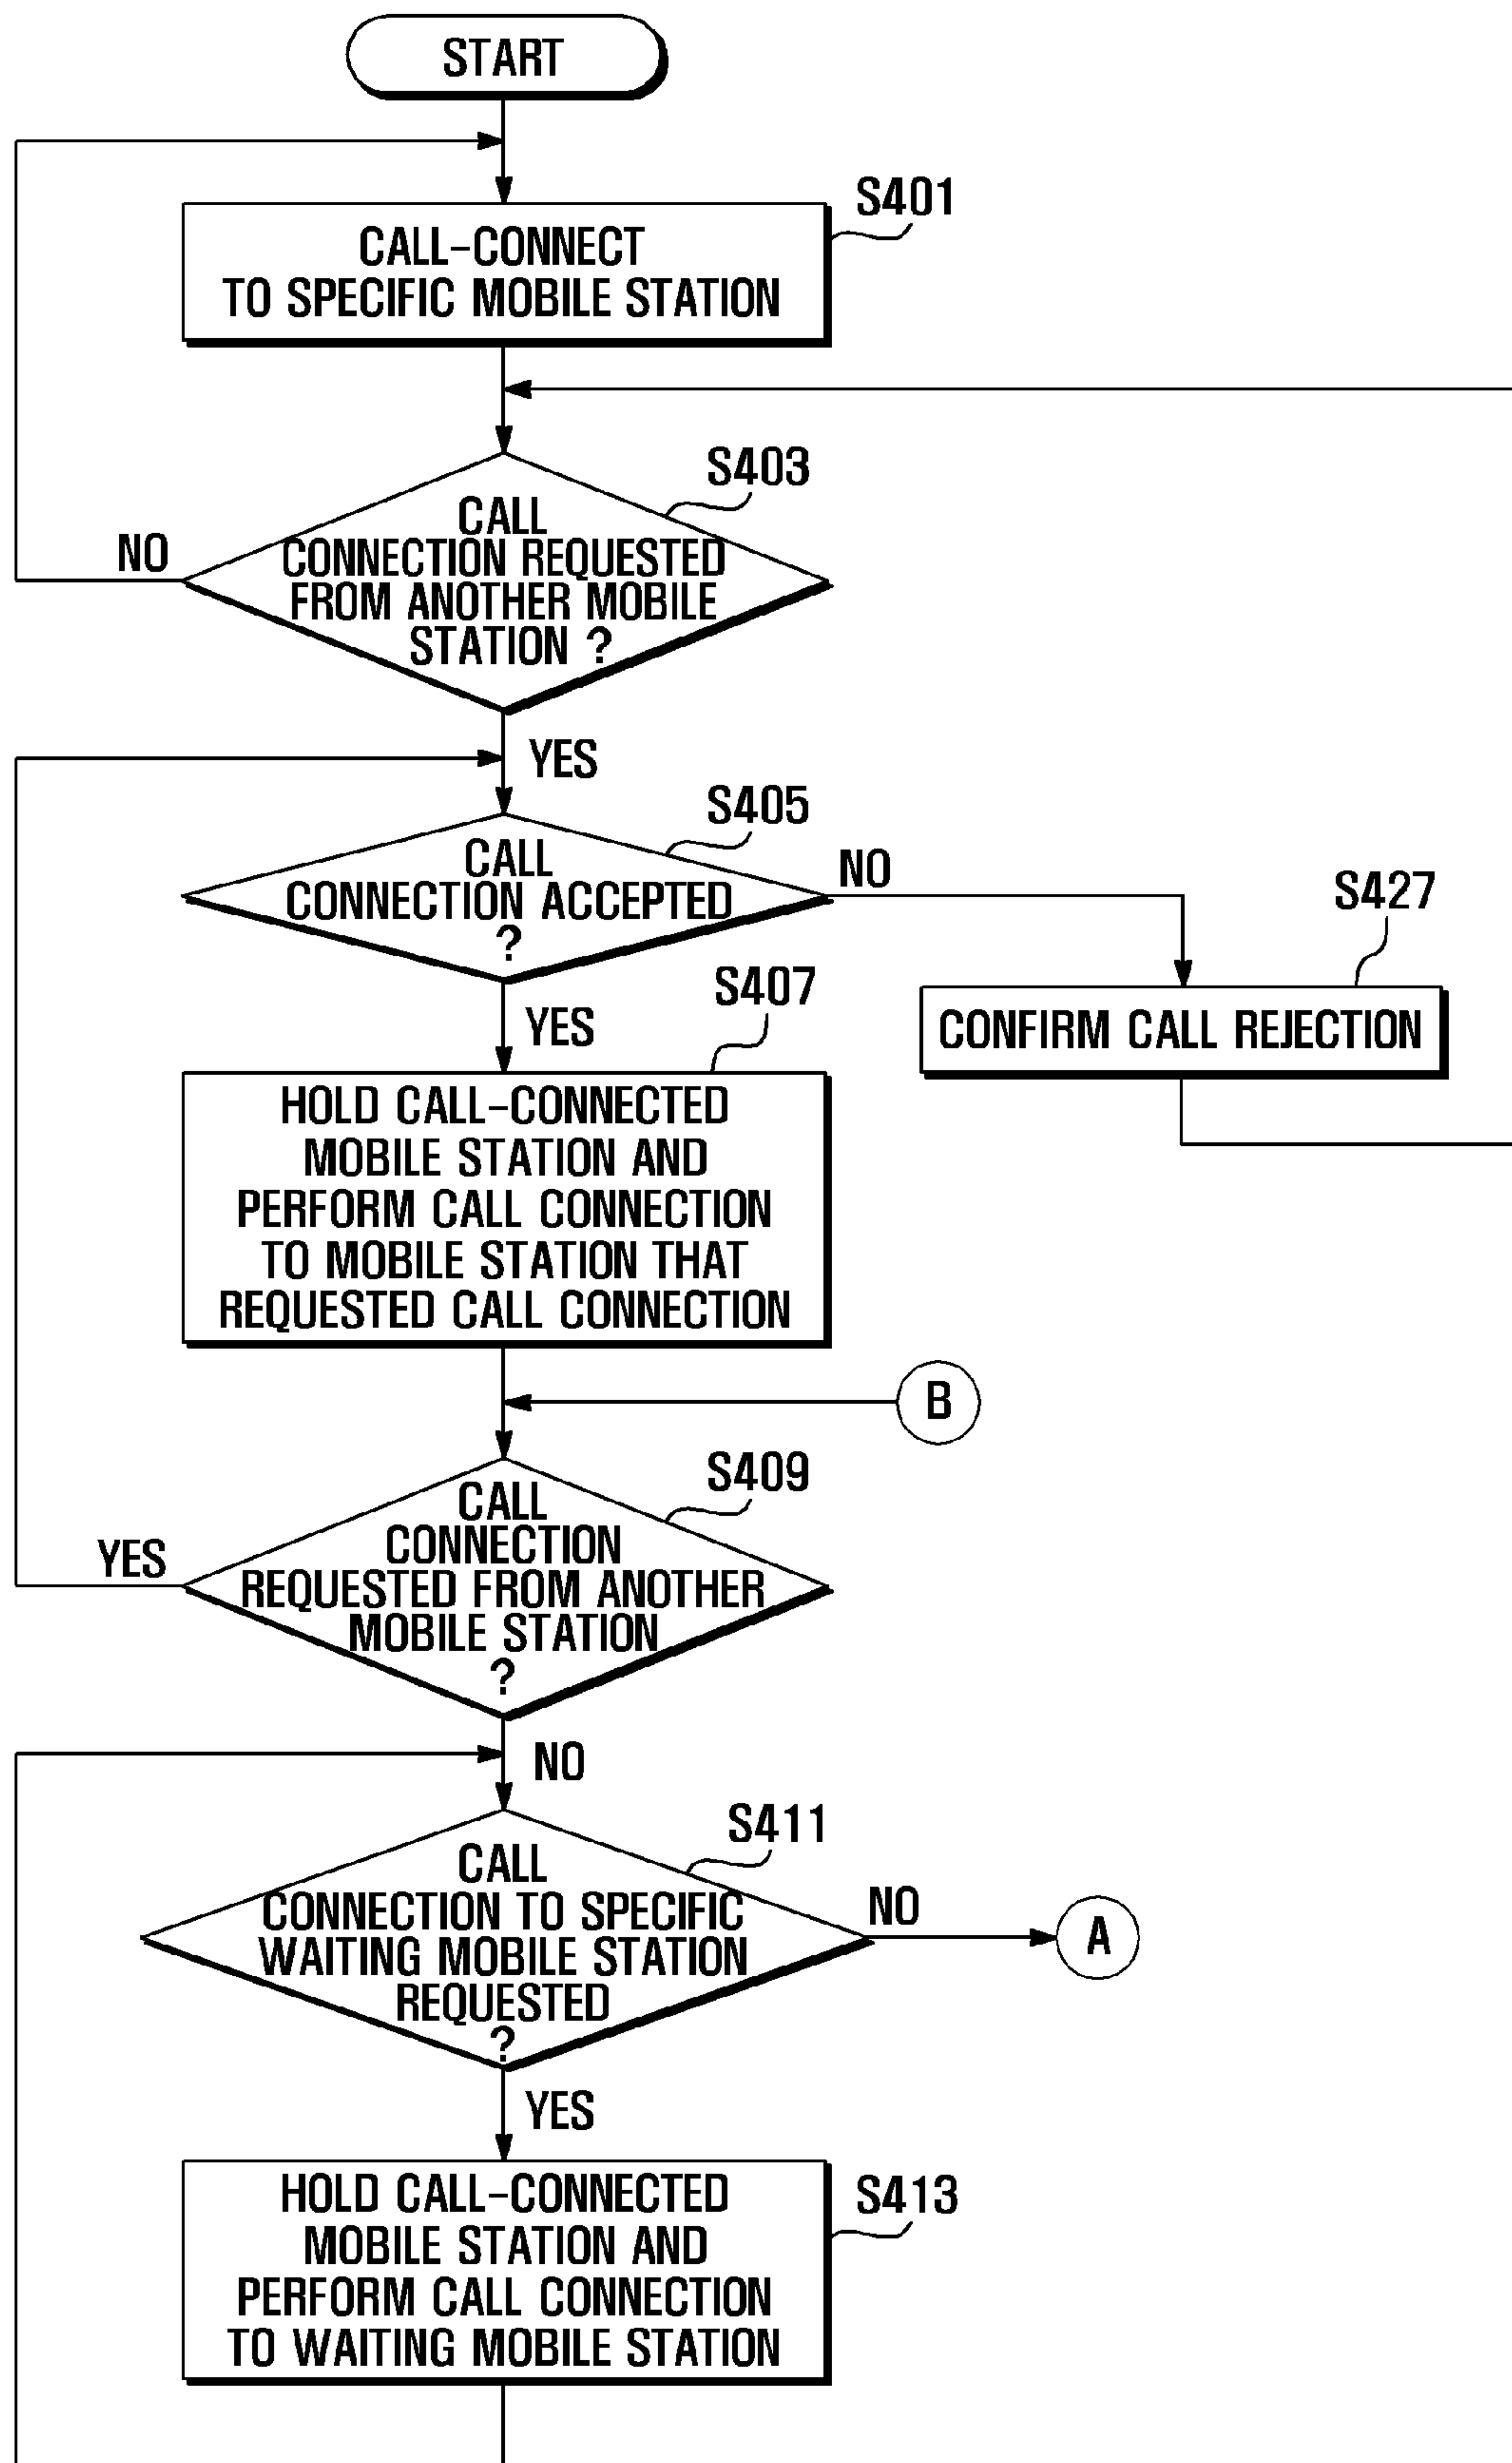 START
S401
CALL-CONNECT
TO SPECIFIC MOBILE STATION
S403
CALL
CONNECTION REQUESTED
FROM ANOTHER MOBILE
STATION ?
NO
YES
S405
CALL
CONNECTION ACCEPTED
?
NO
S427
CONFIRM CALL REJECTION
YES
S407
HOLD CALL-CONNECTED
MOBILE STATION AND
PERFORM CALL CONNECTION
TO MOBILE STATION THAT
REQUESTED CALL CONNECTION
B
S409
CALL
CONNECTION
REQUESTED FROM ANOTHER
MOBILE STATION
?
YES
NO
S411
CALL
CONNECTION TO SPECIFIC
WAITING MOBILE STATION
REQUESTED
?
NO
A
YES
S413
HOLD CALL-CONNECTED
MOBILE STATION AND
PERFORM CALL CONNECTION
TO WAITING MOBILE STATION